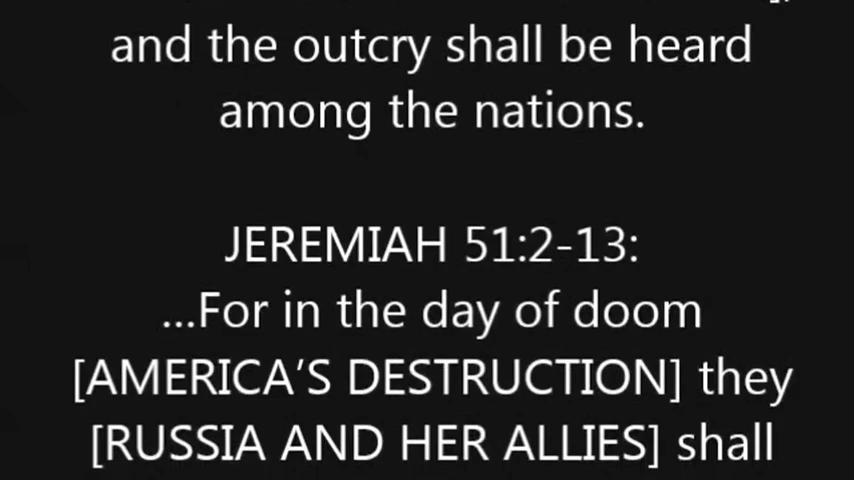 and the outcry shall be heard
among the nations.
JEREMIAH 51:2-13:
...For in the day of doom
[AMERICA'S DESTRUCTION] they
[RUSSIA AND HER ALLIES] shall